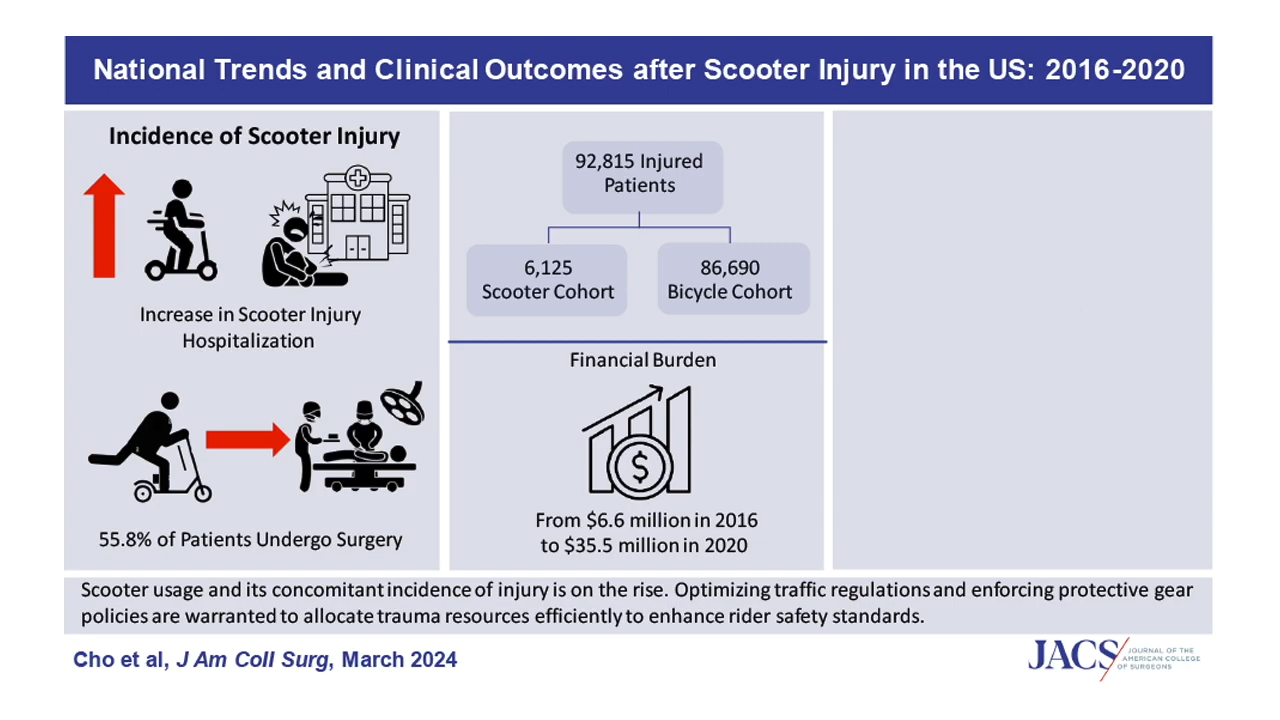 National Trends and Clinical Outcomes after Scooter Injury in the US: 2016-2020
Incidence of Scooter Injury
Increase in Scooter Injury
Hospitalization
55.8% of Patients Undergo Surgery
92,815 Injured
Patients
6,125
Scooter Cohort
86,690
Bicycle Cohort
Financial Burden
$
From $6.6 million in 2016
to $35.5 million in 2020
Scooter usage and its concomitant incidence of injury is on the rise. Optimizing traffic regulations and enforcing protective gear
policies are warranted to allocate trauma resources efficiently to enhance rider safety standards.
Cho et al, J Am Coll Surg, March 2024
JACS
JOURNAL OF THE
AMERICAN COLLEGE
OF SURGEONS